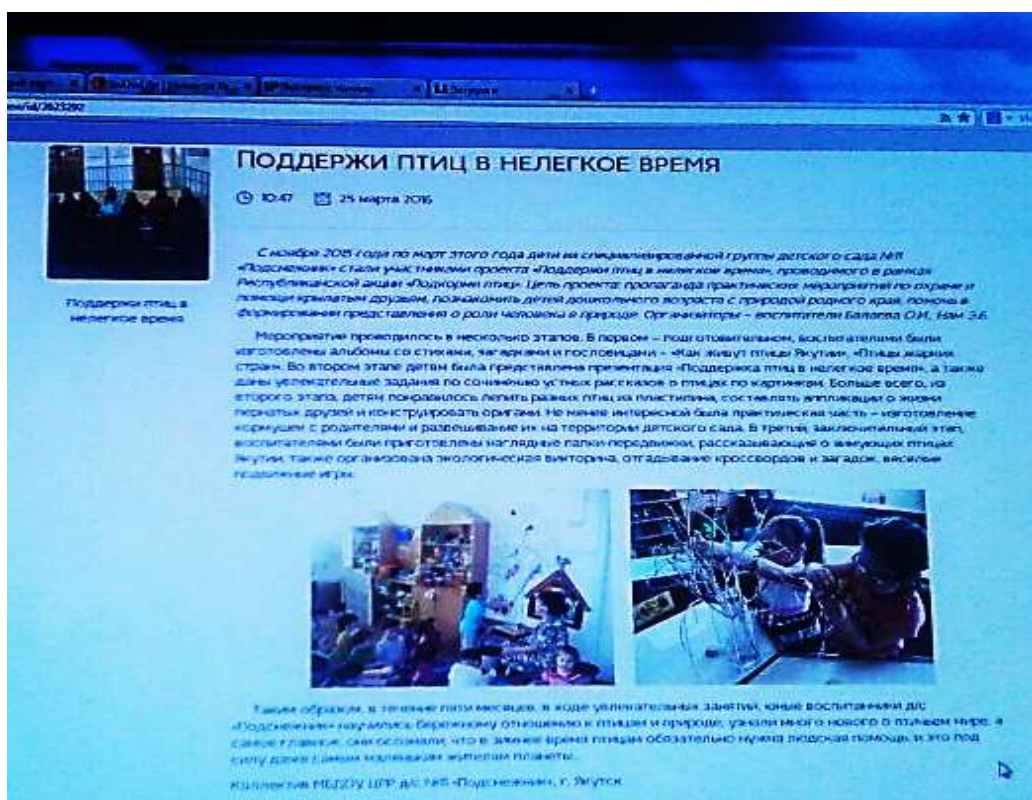 ПОДДЕРЖИ ПТИЦ В НЕЛЕГКОЕ ВРЕМЯ
10:47 25 марта 2016
Поддержи птиц в
нелегкое время
С ноября 2015 года по март этого года дети из специализированной группы детского сада
«Подснежник» стали участниками проекта «Поддержи птиц в нелегкое время», проводимого в рамках
Республиканской акции «Подкорми птиц». Цель проекта: пропаганда практических мероприятий по охране и
помощи крылатым друзьям, познакомить детей дошкольного возраста с природой родного края, помочь в
формировании представления о роли человека в природе. Организаторы – воспитатели Балаева О.И., Нам Э.Б.
Мероприятие проводилось в несколько этапов. В первом – подготовительном, воспитателями были
изготовлены альбомы со стихами, загадками и пословицами – «Как живут птицы Якутии», «Птицы жарких
стран». Во втором этапе детям была представлена презентация «Поддержка птиц в нелегкое время», а также
даны увлекательные задания по сочинению устных рассказов о птицах по картинкам. Больше всего, из
второго этапа, детям понравилось лепить разных птиц из пластилина, составлять аппликации о жизни
пернатых друзей и конструировать оригами. Не менее интересной была практическая часть – изготовление
кормушек с родителями и развешивание их на территории детского сада. В третий, заключительный этап,
воспитателями были приготовлены наглядные папки-передвижки, рассказывающие о зимующих птицах
Якутии, также организована экологическая викторина, отгадывание кроссвордов и загадок, веселые
подвижные игры.
Таким образом, в течение пяти месяцев, в ходе увлекательных занятий, юные воспитанники д/с
«Подснежник» научились бережному отношению к птицам и природе, узнали много нового о птичьем мире, а
самое главное, они осознали, что в зимнее время птицам обязательно нужна людская помощь, и это под
силу даже самым маленьким жителям планеты.
Коллектив МБДОУ ЦРР д/с «Подснежник», г. Якутск